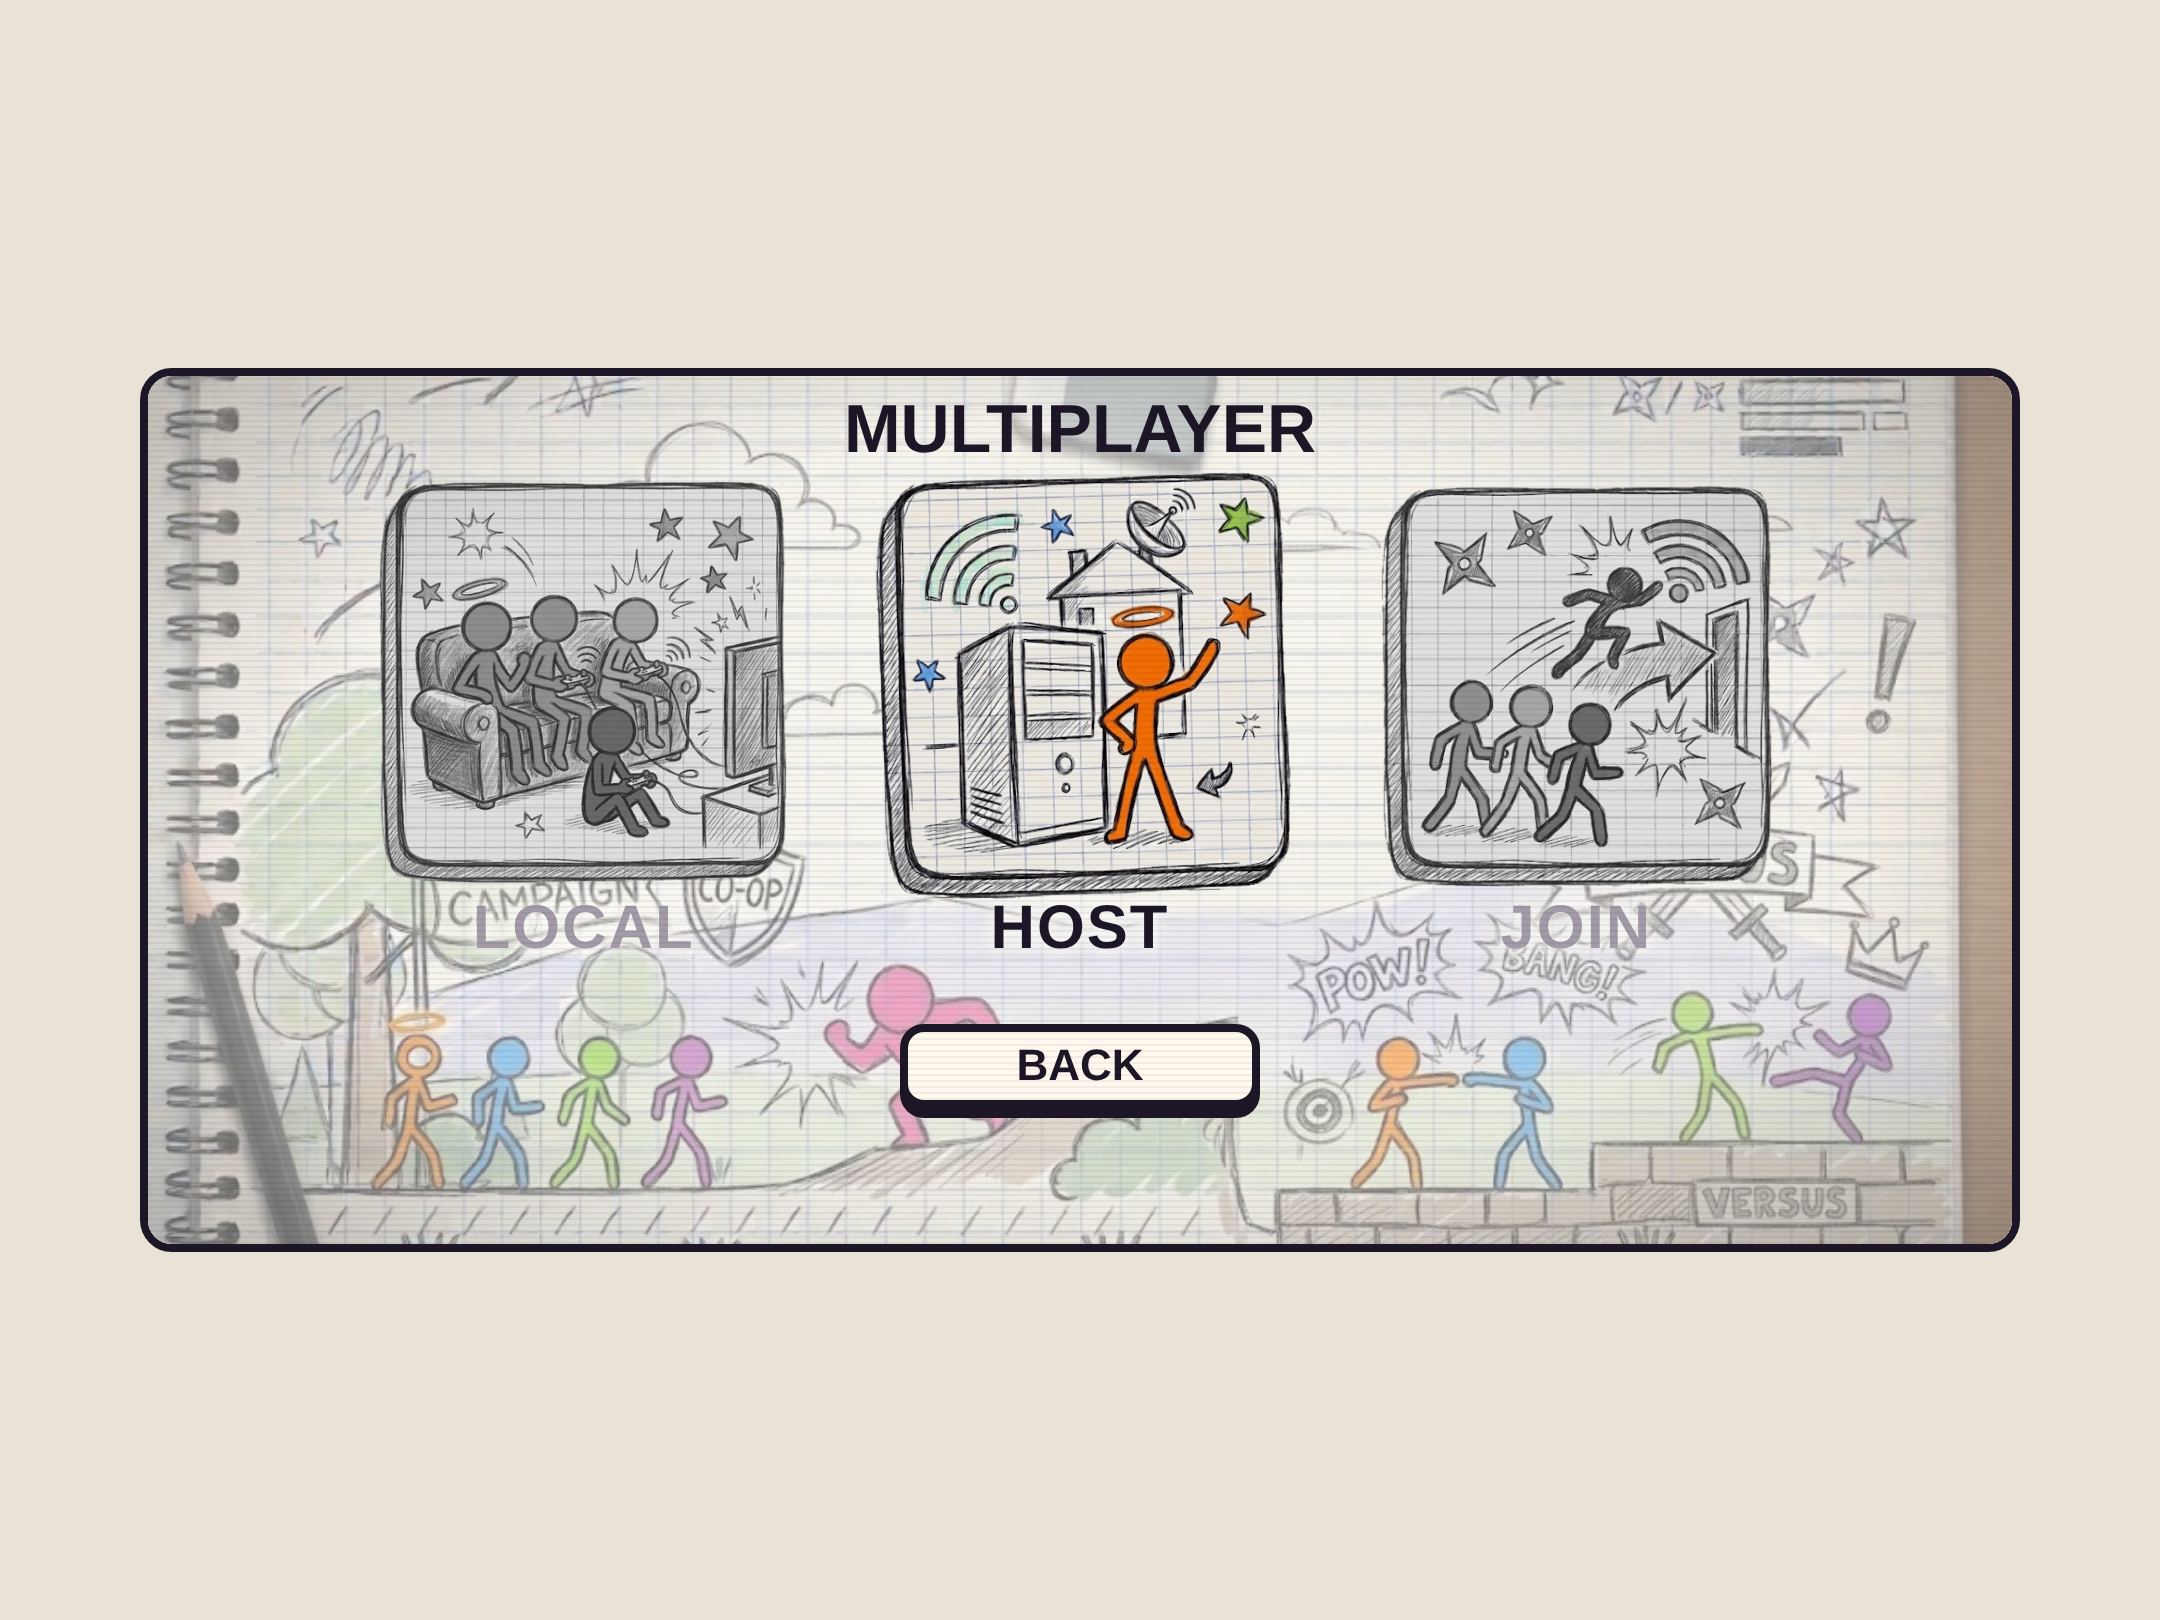 MULTIPLAYER
CAMPAIGN
CO-OP
LOCAL
HOST
JOIN
POW!
BANG!
BACK
VERSUS